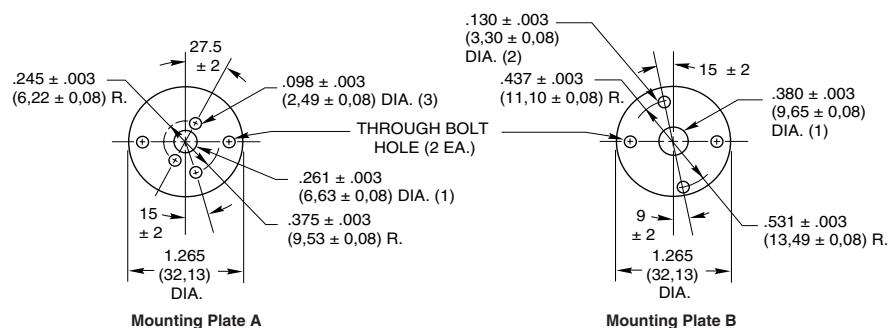 27.5
± 2
.245 ± .003
(6,22 ± 0,08) R.
.098 ± .003
(2,49 ± 0,08) DIA. (3)
THROUGH BOLT
HOLE (2 EA.)
.261 ± .003
(6,63 ± 0,08) DIA. (1)
15
± 2
.375 ± .003
(9,53 ± 0,08) R.
1.265
(32,13)
DIA.
Mounting Plate A
.130 ± .003
(3,30 ± 0,08)
DIA. (2)
15 ± 2
.437 ± .003
(11,10 ± 0,08) R.
.380 ± .003
(9,65 ± 0,08)
DIA. (1)
9
± 2
.531 ± .003
(13,49 ± 0,08) R.
1.265
(32,13)
DIA.
Mounting Plate B